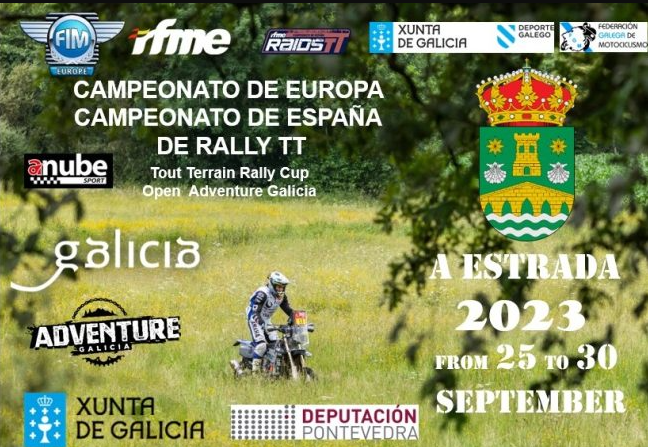 FIM
EUROPE
rfme
rfme
RAIDS TT
XUNTA
DE GALICIA
DEPORTE
GALEGO
FEDERACIÓN
GALEGA DE
MOTOCICLISMO
CAMPEONATO DE EUROPA
CAMPEONATO DE ESPAÑA
DE RALLY TT
anube
SPORT
Tout Terrain Rally Cup
Open Adventure Galicia
galicia
A ESTRADA
2023
FROM 25 TO 30
SEPTEMBER
ADVENTURE
GALICIA
XUNTA
DE GALICIA
DEPUTACIÓN
PONTEVEDRA